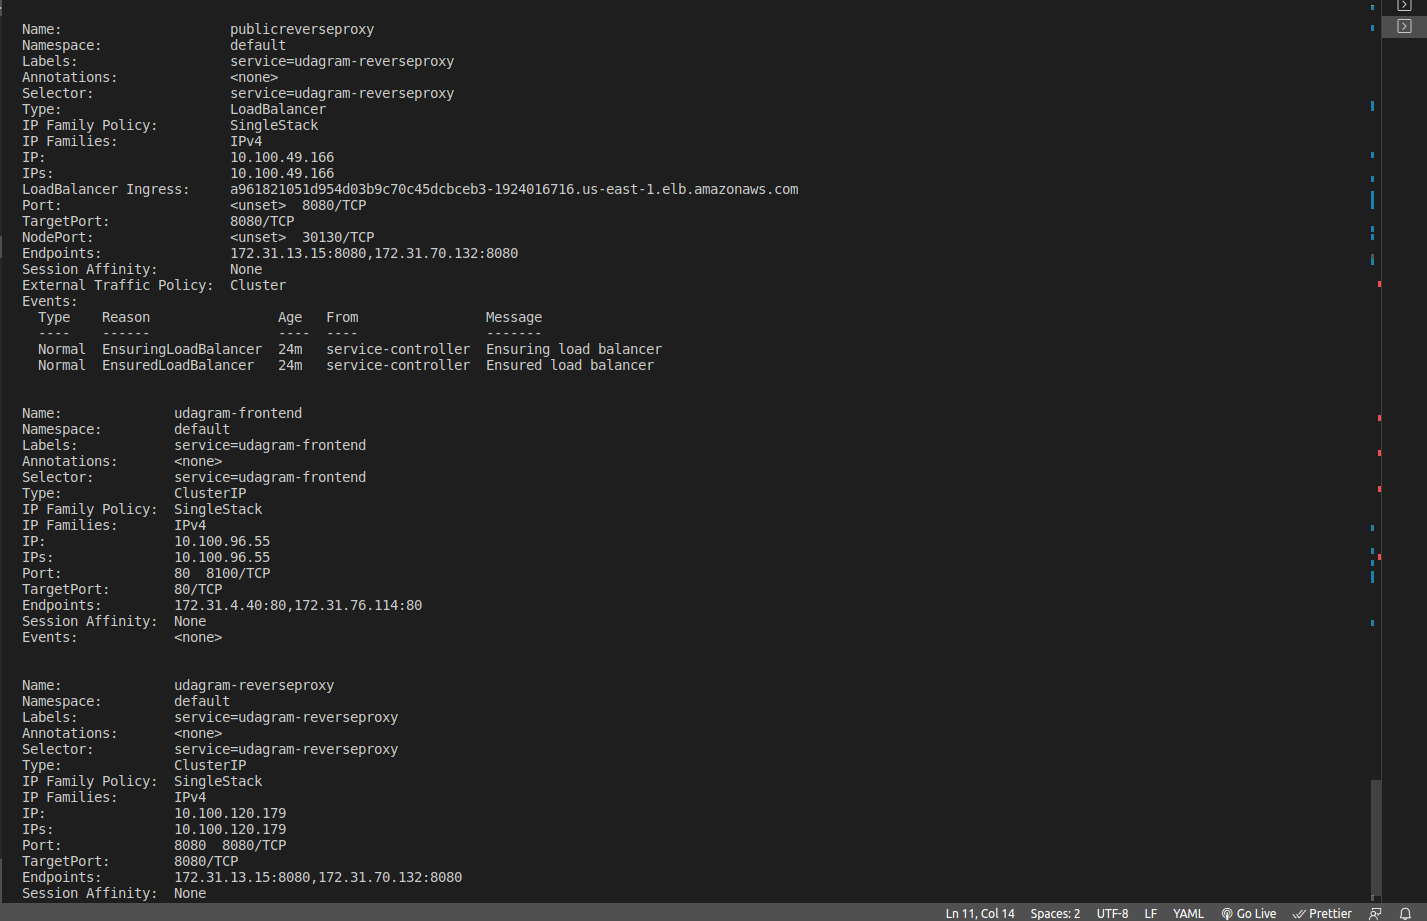 Name:                     publicreverseproxy
Namespace:                default
Labels:                   service=udagram-reverseproxy
Annotations:              <none>
Selector:                 service=udagram-reverseproxy
Type:                     LoadBalancer
IP Family Policy:         SingleStack
IP Families:              IPv4
IP:                       10.100.49.166
IPs:                      10.100.49.166
LoadBalancer Ingress:     a961821051d954d03b9c70c45dcbceb3-1924016716.us-east-1.elb.amazonaws.com
Port:                     <unset>  8080/TCP
TargetPort:               8080/TCP
NodePort:                 <unset>  30130/TCP
Endpoints:                172.31.13.15:8080,172.31.70.132:8080
Session Affinity:         None
External Traffic Policy:  Cluster
Events:
  Type    Reason                Age   From                Message
  ----    ------                ----  ----                -------
  Normal  EnsuringLoadBalancer  24m   service-controller  Ensuring load balancer
  Normal  EnsuredLoadBalancer   24m   service-controller  Ensured load balancer
Name:              udagram-frontend
Namespace:         default
Labels:            service=udagram-frontend
Annotations:       <none>
Selector:          service=udagram-frontend
Type:              ClusterIP
IP Family Policy:  SingleStack
IP Families:       IPv4
IP:                10.100.96.55
IPs:               10.100.96.55
Port:              80  8100/TCP
TargetPort:        80/TCP
Endpoints:         172.31.4.40:80,172.31.76.114:80
Session Affinity:  None
Events:            <none>
Name:              udagram-reverseproxy
Namespace:         default
Labels:            service=udagram-reverseproxy
Annotations:       <none>
Selector:          service=udagram-reverseproxy
Type:              ClusterIP
IP Family Policy:  SingleStack
IP Families:       IPv4
IP:                10.100.120.179
IPs:               10.100.120.179
Port:              8080  8080/TCP
TargetPort:        8080/TCP
Endpoints:         172.31.13.15:8080,172.31.70.132:8080
Session Affinity:  None
Ln 11, Col 14  Spaces: 2  UTF-8  LF  YAML  Go Live  Prettier